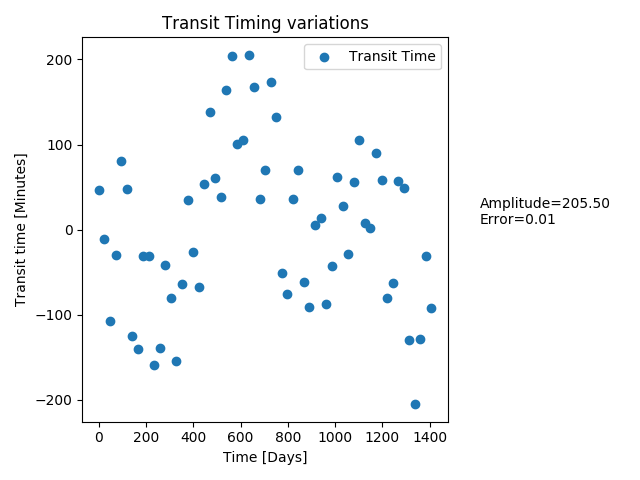 Transit Timing variations
Transit Time
Transit time [Minutes]
200
100
0
−100
−200
Amplitude=205.50
Error=0.01
0 200 400 600 800 1000 1200 1400
Time [Days]